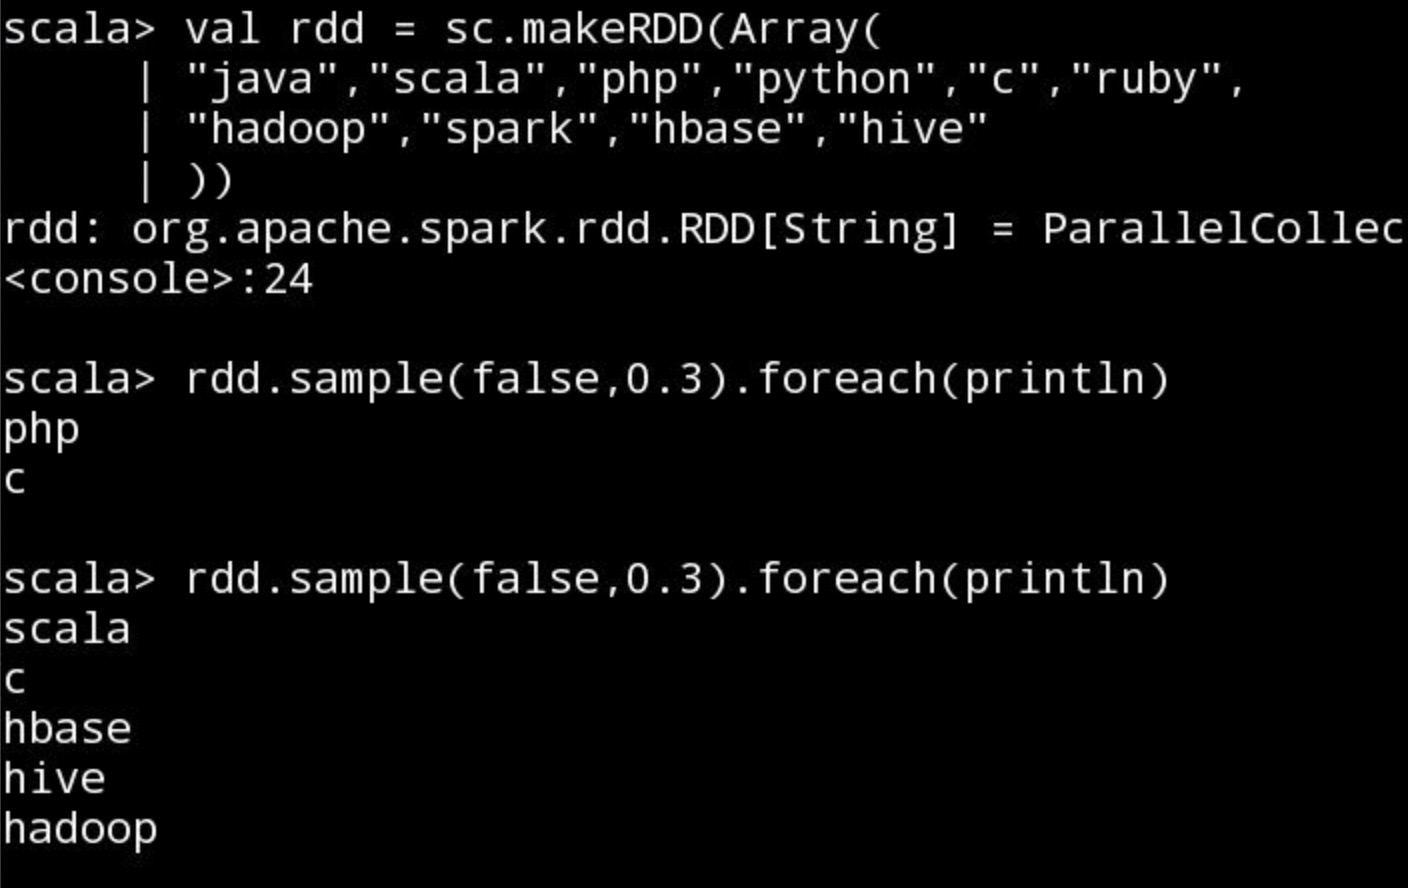 scala> val rdd = sc.makeRDD(Array(
| "java","scala","php","python","c","ruby",
| "hadoop","spark","hbase","hive"
| ))
rdd: org.apache.spark.rdd.RDD[String] = ParallelCollec
<console>:24
scala> rdd.sample(false,0.3).foreach(println)
php
c
scala> rdd.sample(false,0.3).foreach(println)
scala
c
hbase
hive
hadoop